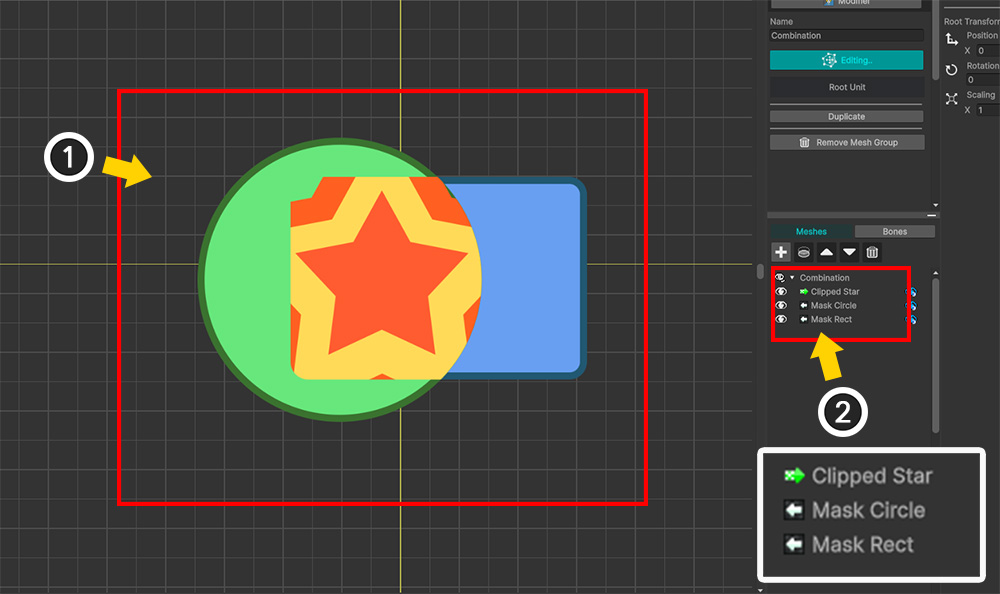 Modifier
Name
Combination
Editing..
Root Unit
Duplicate
Remove Mesh Group
Root Transform
Position
X 0
Rotation
0
Scaling
X 1
1
Meshes
Bones
Combination
Clipped Star
Mask Circle
Mask Rect
2
Clipped Star
Mask Circle
Mask Rect